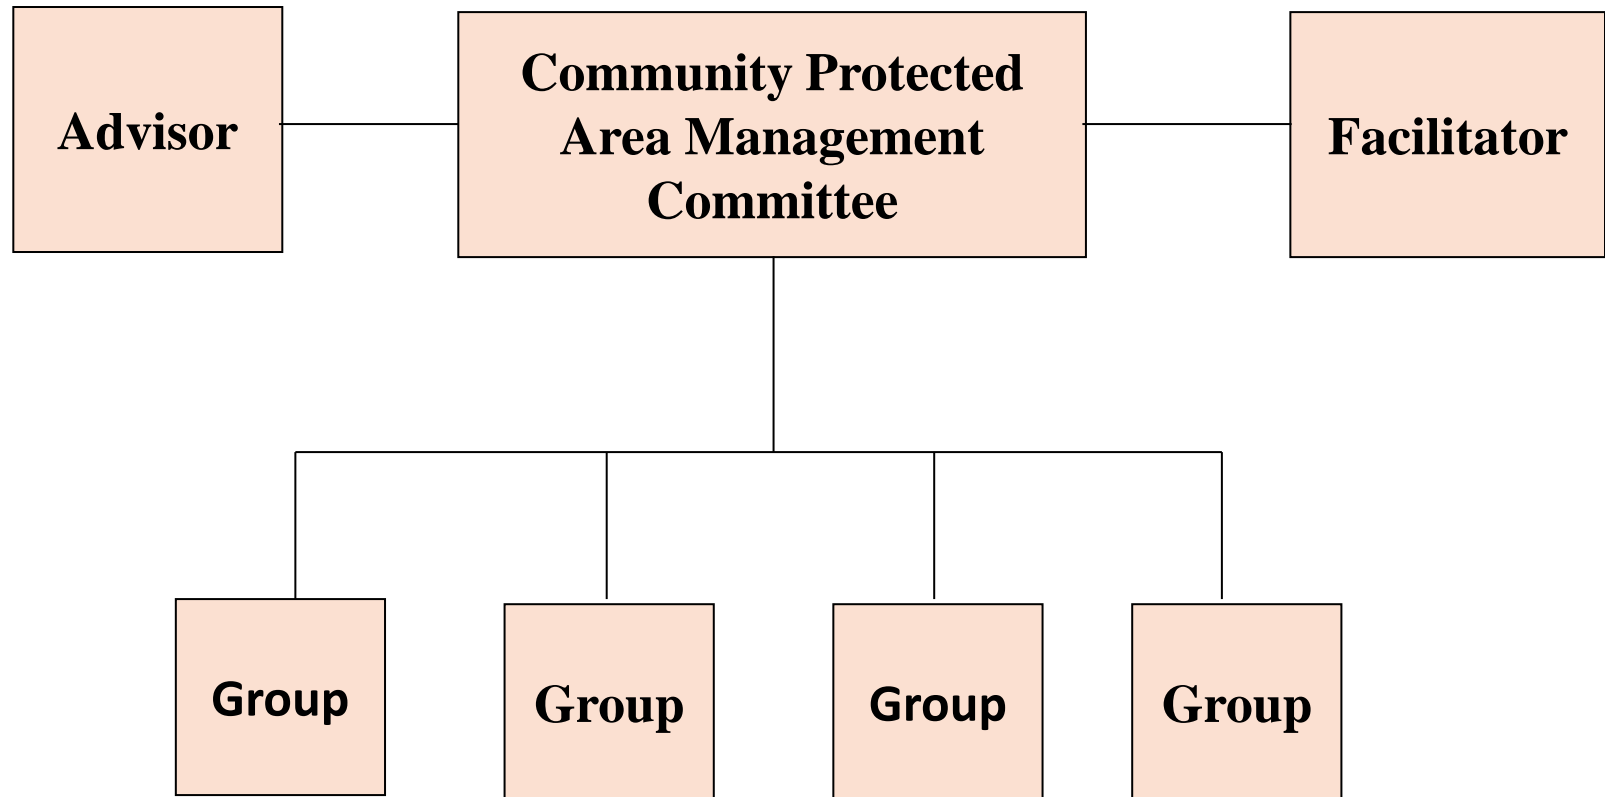 Advisor
Community Protected
Area Management
Committee
Facilitator
Group
Group
Group
Group